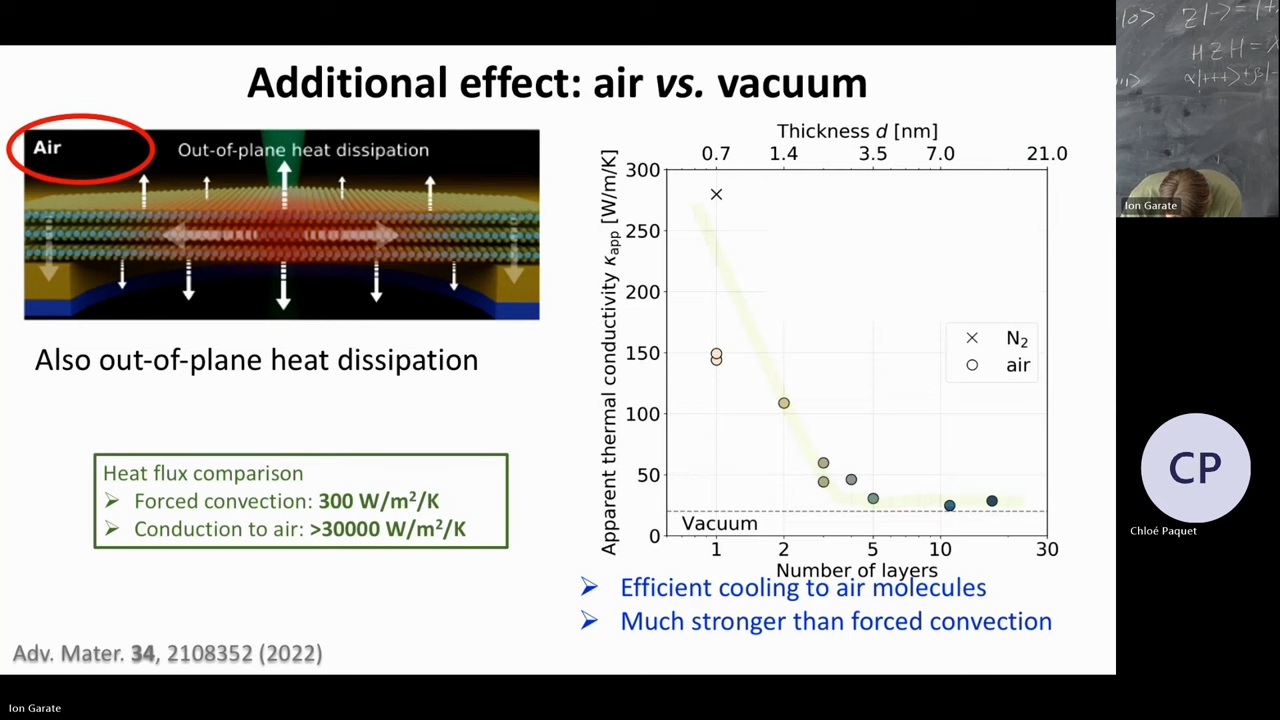 Additional effect: air vs. vacuum
Air
Out-of-plane heat dissipation
Also out-of-plane heat dissipation
Heat flux comparison
➢ Forced convection: 300 W/m²/K
➢ Conduction to air: >30000 W/m²/K
Adv. Mater. 34, 2108352 (2022)
Thickness d [nm]
0.7 1.4 3.5 7.0 21.0
Apparent thermal conductivity κapp [W/m/K]
300
250
200
150
100
50
0
N₂
air
Vacuum
1 2 5 10 30
Number of layers
➢ Efficient cooling to air molecules
➢ Much stronger than forced convection
Z|-> = |+
HZH =
Ion Garate
CP
Chloé Paquet
Ion Garate